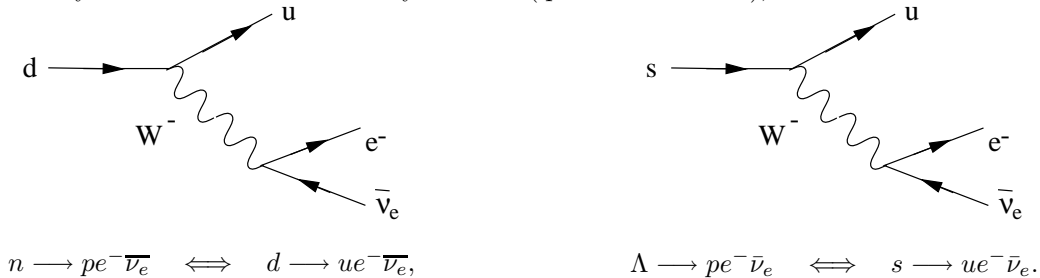 u u
d s
W⁻ W⁻
e⁻ e⁻
ν̄ₑ ν̄ₑ
n ⟶ pe⁻ν̄ₑ ⟺ d ⟶ ue⁻ν̄ₑ, Λ ⟶ pe⁻ν̄ₑ ⟺ s ⟶ ue⁻ν̄ₑ.